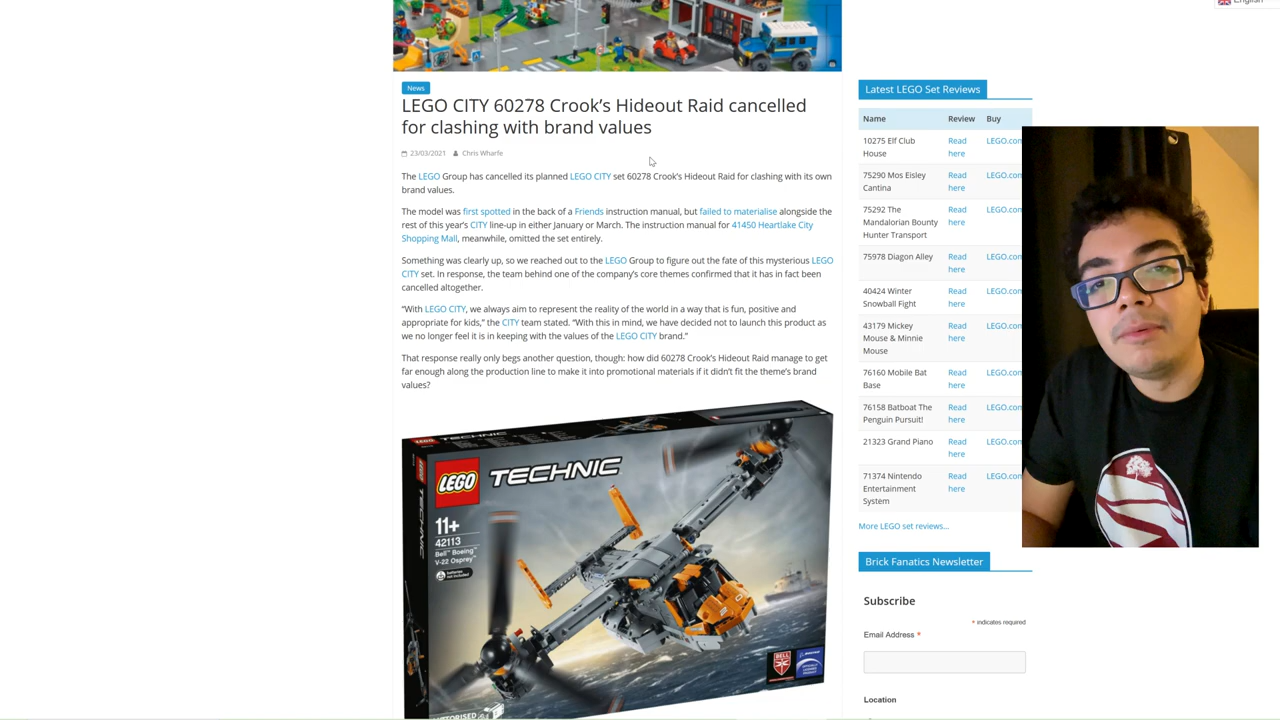 English
News
LEGO CITY 60278 Crook's Hideout Raid cancelled
for clashing with brand values
23/03/2021 Chris Wharfe
The LEGO Group has cancelled its planned LEGO CITY set 60278 Crook's Hideout Raid for clashing with its own
brand values.
The model was first spotted in the back of a Friends instruction manual, but failed to materialise alongside the
rest of this year's CITY line-up in either January or March. The instruction manual for 41450 Heartlake City
Shopping Mall, meanwhile, omitted the set entirely.
Something was clearly up, so we reached out to the LEGO Group to figure out the fate of this mysterious LEGO
CITY set. In response, the team behind one of the company's core themes confirmed that it has in fact been
cancelled altogether.
“With LEGO CITY, we always aim to represent the reality of the world in a way that is fun, positive and
appropriate for kids,” the CITY team stated. “With this in mind, we have decided not to launch this product as
we no longer feel it is in keeping with the values of the LEGO CITY brand.”
That response really only begs another question, though: how did 60278 Crook's Hideout Raid manage to get
far enough along the production line to make it into promotional materials if it didn't fit the theme's brand
values?
LEGO TECHNIC
LEGO TECHNIC
11+
42113
Bell™ Boeing™
V-22 Osprey™
BELL
BOEING
MOTORISED
Latest LEGO Set Reviews
Name Review Buy
10275 Elf Club Read LEGO.com
House here
75290 Mos Eisley Read LEGO.com
Cantina here
75292 The Read LEGO.com
Mandalorian Bounty here
Hunter Transport
75978 Diagon Alley Read LEGO.com
here
40424 Winter Read LEGO.com
Snowball Fight here
43179 Mickey Read LEGO.com
Mouse & Minnie here
Mouse
76160 Mobile Bat Read LEGO.com
Base here
76158 Batboat The Read LEGO.com
Penguin Pursuit! here
21323 Grand Piano Read LEGO.com
here
71374 Nintendo Read LEGO.com
Entertainment here
System
More LEGO set reviews...
Brick Fanatics Newsletter
Subscribe
* indicates required
Email Address *
Location